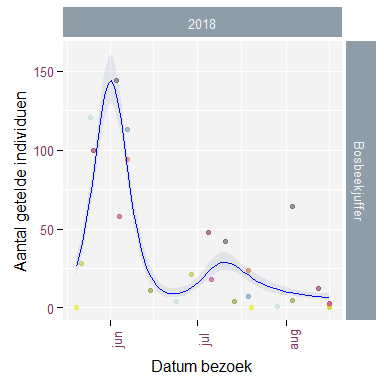 2018
Bosbeekjuffer
Aantal getelde individuen
150
100
50
0
jun
jul
aug
Datum bezoek